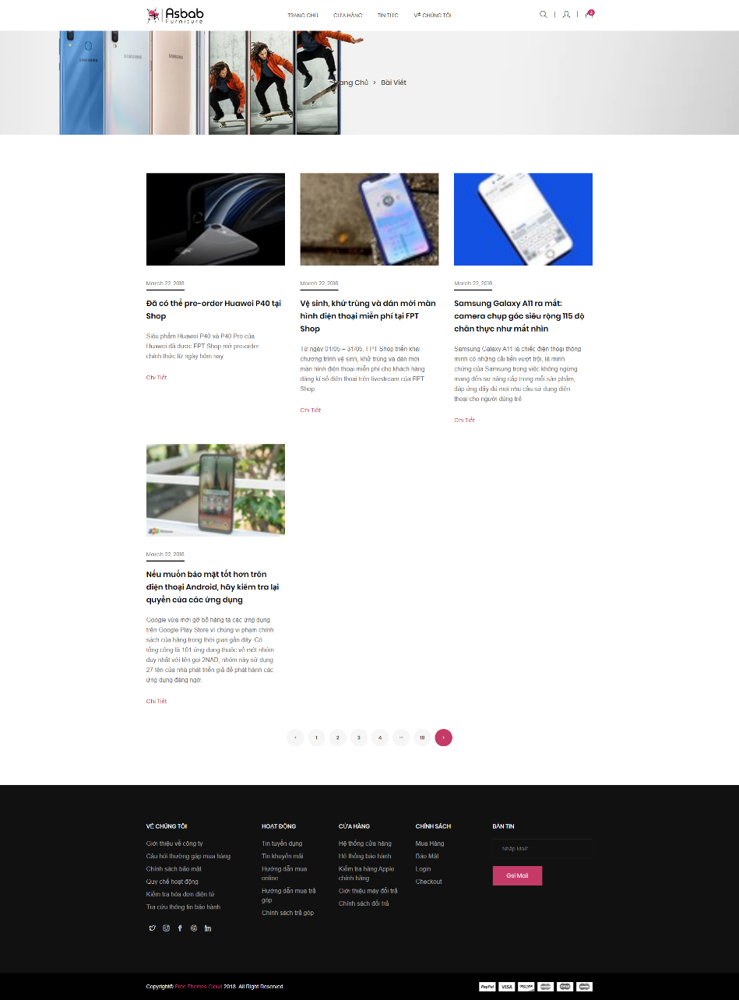 Asbab
Furniture
TRANG CHỦ
CỬA HÀNG
TIN TỨC
VỀ CHÚNG TÔI
2
SAMSUNG
SAMSUNG
SAMSUNG
Trang Chủ > Bài Viết
March 22, 2016
March 22, 2016
March 22, 2016
Đã có thể pre-order Huawei P40 tại
Shop
Siêu phẩm Huawei P40 và P40 Pro của
Huawei đã được FPT Shop mở pre-order
chính thức từ ngày hôm nay.
Chi Tiết
Vệ sinh, khử trùng và dán mới màn
hình điện thoại miễn phí tại FPT
Shop
Từ ngày 01/05 – 31/05, FPT Shop triển khai
chương trình vệ sinh, khử trùng và dán mới
màn hình điện thoại miễn phí cho khách hàng
đăng kí số điện thoại trên livestream của FPT
Shop
Chi Tiết
Samsung Galaxy A11 ra mắt:
camera chụp góc siêu rộng 115 độ
chân thực như mắt nhìn
Samsung Galaxy A11 là chiếc điện thoại thông
minh có những cải tiến vượt trội, là minh
chứng của Samsung trong việc không ngừng
mang đến sự nâng cấp trong mỗi sản phẩm,
đáp ứng đầy đủ mọi nhu cầu sử dụng điện
thoại cho người dùng trẻ.
Chi Tiết
March 22, 2016
Nếu muốn bảo mật tốt hơn trên
điện thoại Android, hãy kiểm tra lại
quyền của các ứng dụng
Google vừa mới gỡ bỏ hàng tá các ứng dụng
trên Google Play Store vì chúng vi phạm chính
sách của hãng trong thời gian gần đây. Có
tổng cộng là 101 ứng dụng thuộc về một nhóm
duy nhất với tên gọi 2NAD, nhóm này sử dụng
27 tên của nhà phát triển giả để phát hành các
ứng dụng đáng ngờ.
Chi Tiết
‹ 1 2 3 4 ... 19 ›
VỀ CHÚNG TÔI
Giới thiệu về công ty
Câu hỏi thường gặp mua hàng
Chính sách bảo mật
Quy chế hoạt động
Kiểm tra hóa đơn điện tử
Tra cứu thông tin bảo hành
HOẠT ĐỘNG
Tin tuyển dụng
Tin khuyến mãi
Hướng dẫn mua
online
Hướng dẫn mua trả
góp
Chính sách trả góp
CỬA HÀNG
Hệ thống cửa hàng
Hệ thống bảo hành
Kiểm tra hàng Apple
chính hãng
Giới thiệu máy đổi trả
Chính sách đổi trả
CHÍNH SÁCH
Mua Hàng
Bảo Mật
Login
Checkout
BẢN TIN
Nhập Mail*
Gửi Mail
Copyright© Free Themes Cloud 2018. All Right Reserved.
PayPal
VISA
DISCOVER